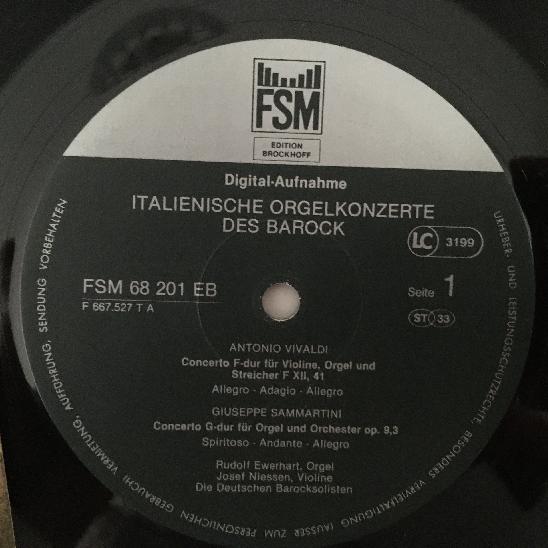 FSM
EDITION
BROCKHOFF
Digital-Aufnahme
ITALIENISCHE ORGELKONZERTE
DES BAROCK
LC 3199
FSM 68 201 EB
F 667.527 T A
Seite 1
ST 33
ANTONIO VIVALDI
Concerto F-dur für Violine, Orgel und
Streicher F XII, 41
Allegro - Adagio - Allegro
GIUSEPPE SAMMARTINI
Concerto G-dur für Orgel und Orchester op. 9,3
Spiritoso - Andante - Allegro
Rudolf Ewerhart, Orgel
Josef Niessen, Violine
Die Deutschen Barocksolisten
URHEBER- UND LEISTUNGSSCHUTZRECHTE, BESONDERS VERVIELFÄLTIGUNG (AUSSER ZUM PERSÖNLICHEN GEBRAUCH) VERMIETUNG, AUFFÜHRUNG, SENDUNG VORBEHALTEN